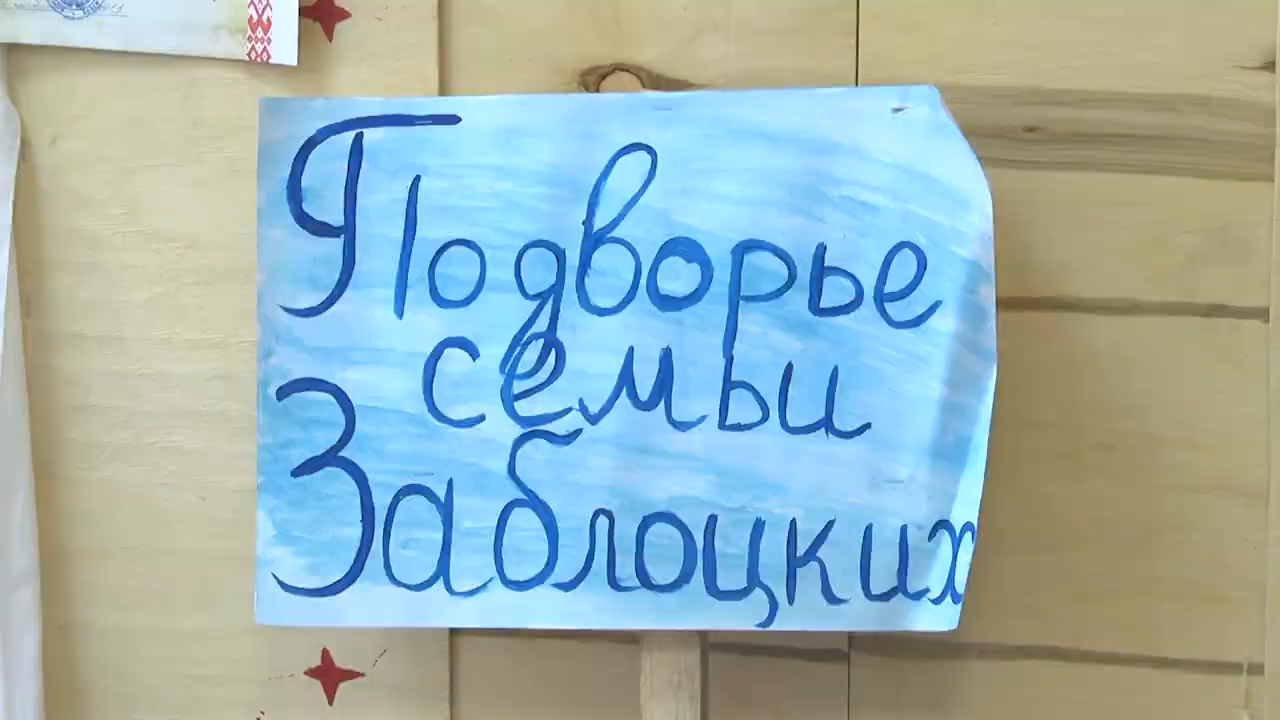 Подворье
семьи
Заблоцких